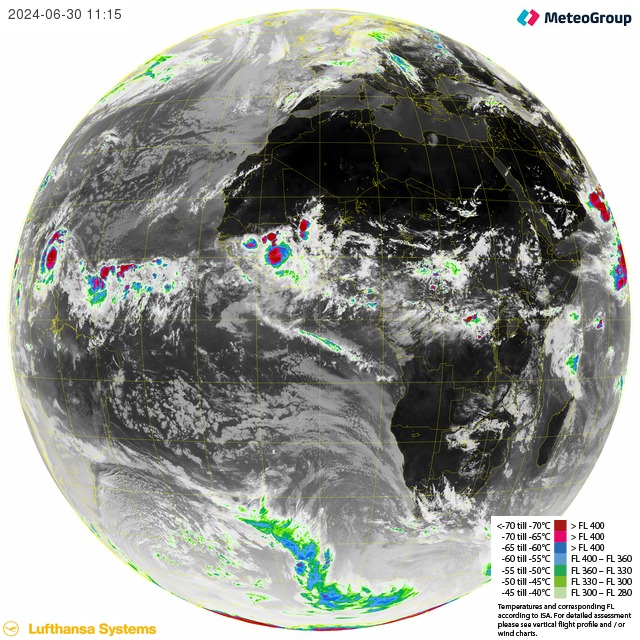 2024-06-30 11:15
MeteoGroup
<-70 till -70°C > FL 400
-70 till -65°C > FL 400
-65 till -60°C > FL 400
-60 till -55°C FL 400 – FL 360
-55 till -50°C FL 360 – FL 330
-50 till -45°C FL 330 – FL 300
-45 till -40°C FL 300 – FL 280
Temperatures and corresponding FL
according to ISA. For detailed assessment
please see vertical flight profile and / or
wind charts.
Lufthansa Systems